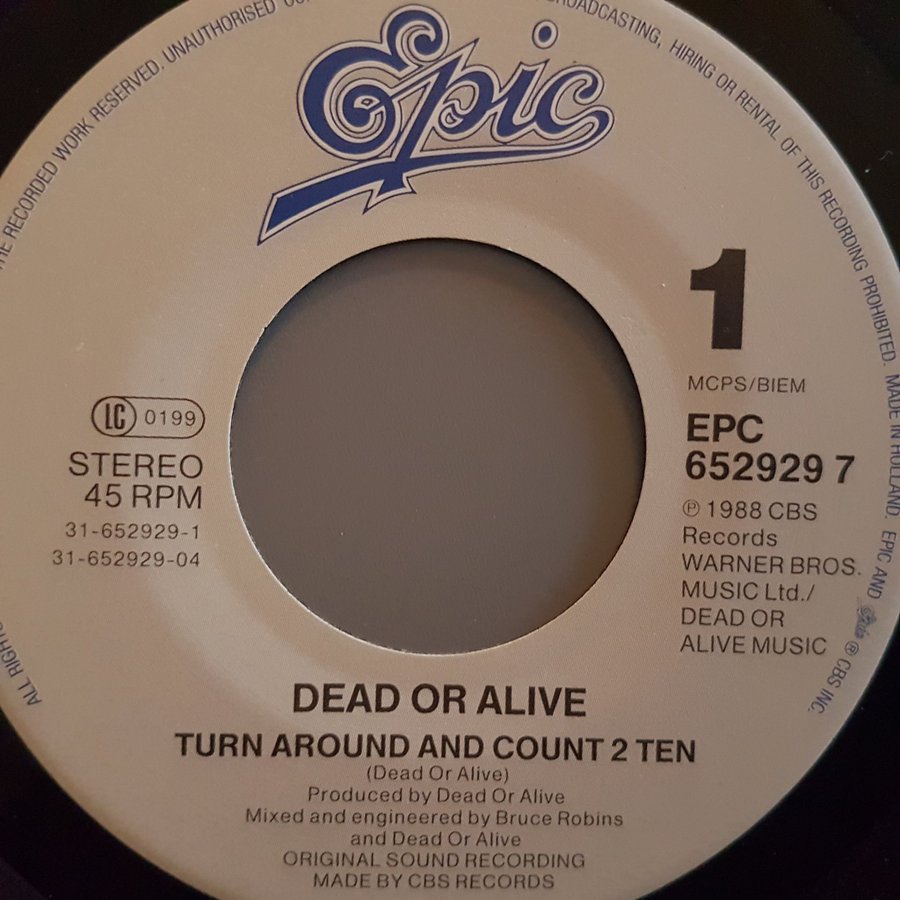 THE RECORDED WORK RESERVED. UNAUTHORISED
BROADCASTING, HIRING OR RENTAL OF THIS RECORDING PROHIBITED. MADE IN HOLLAND. EPIC AND Epic ® CBS INC.
ALL RIGHTS
Epic
1
MCPS/BIEM
EPC
652929 7
℗ 1988 CBS
Records
WARNER BROS.
MUSIC Ltd./
DEAD OR
ALIVE MUSIC
LC 0199
STEREO
45 RPM
31-652929-1
31-652929-04
DEAD OR ALIVE
TURN AROUND AND COUNT 2 TEN
(Dead Or Alive)
Produced by Dead Or Alive
Mixed and engineered by Bruce Robins
and Dead Or Alive
ORIGINAL SOUND RECORDING
MADE BY CBS RECORDS